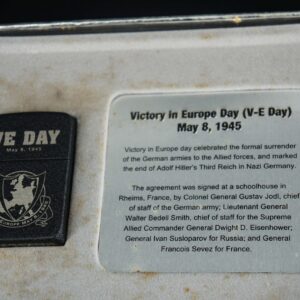 VE DAY
May 8, 1945
Victory in Europe Day (V-E Day)
May 8, 1945
Victory in Europe day celebrated the formal surrender
of the German armies to the Allied forces, and marked
the end of Adolf Hitler's Third Reich in Nazi Germany.
The agreement was signed at a schoolhouse in
Rheims, France, by Colonel General Gustav Jodl, chief
of staff of the German army; Lieutenant General
Walter Bedell Smith, chief of staff for the Supreme
Allied Commander General Dwight D. Eisenhower;
General Ivan Susloparov for Russia; and General
Francois Sevez for France.